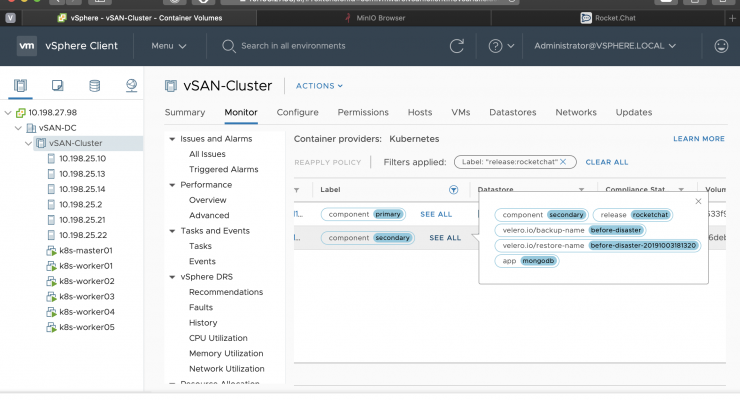 vSphere - vSAN-Cluster - Container Volumes
MinIO Browser
Rocket.Chat
vm vSphere Client
Menu
Search in all environments
Administrator@VSPHERE.LOCAL
10.198.27.98
vSAN-DC
vSAN-Cluster
10.198.25.10
10.198.25.13
10.198.25.14
10.198.25.2
10.198.25.21
10.198.25.22
k8s-master01
k8s-worker01
k8s-worker02
k8s-worker03
k8s-worker04
k8s-worker05
vSAN-Cluster
ACTIONS
Summary Monitor Configure Permissions Hosts VMs Datastores Networks Updates
Issues and Alarms
All Issues
Triggered Alarms
Performance
Overview
Advanced
Tasks and Events
Tasks
Events
vSphere DRS
Recommendations
Faults
History
CPU Utilization
Memory Utilization
Network Utilization
Resource Allocation
Container providers: Kubernetes
LEARN MORE
REAPPLY POLICY Filters applied: Label: "release:rocketchat" CLEAR ALL
Label Datastore Compliance Stat Volum
component primary SEE ALL
component secondary SEE ALL
component secondary release rocketchat
velero.io/backup-name before-disaster
velero.io/restore-name before-disaster-20191003181320
app mongodb